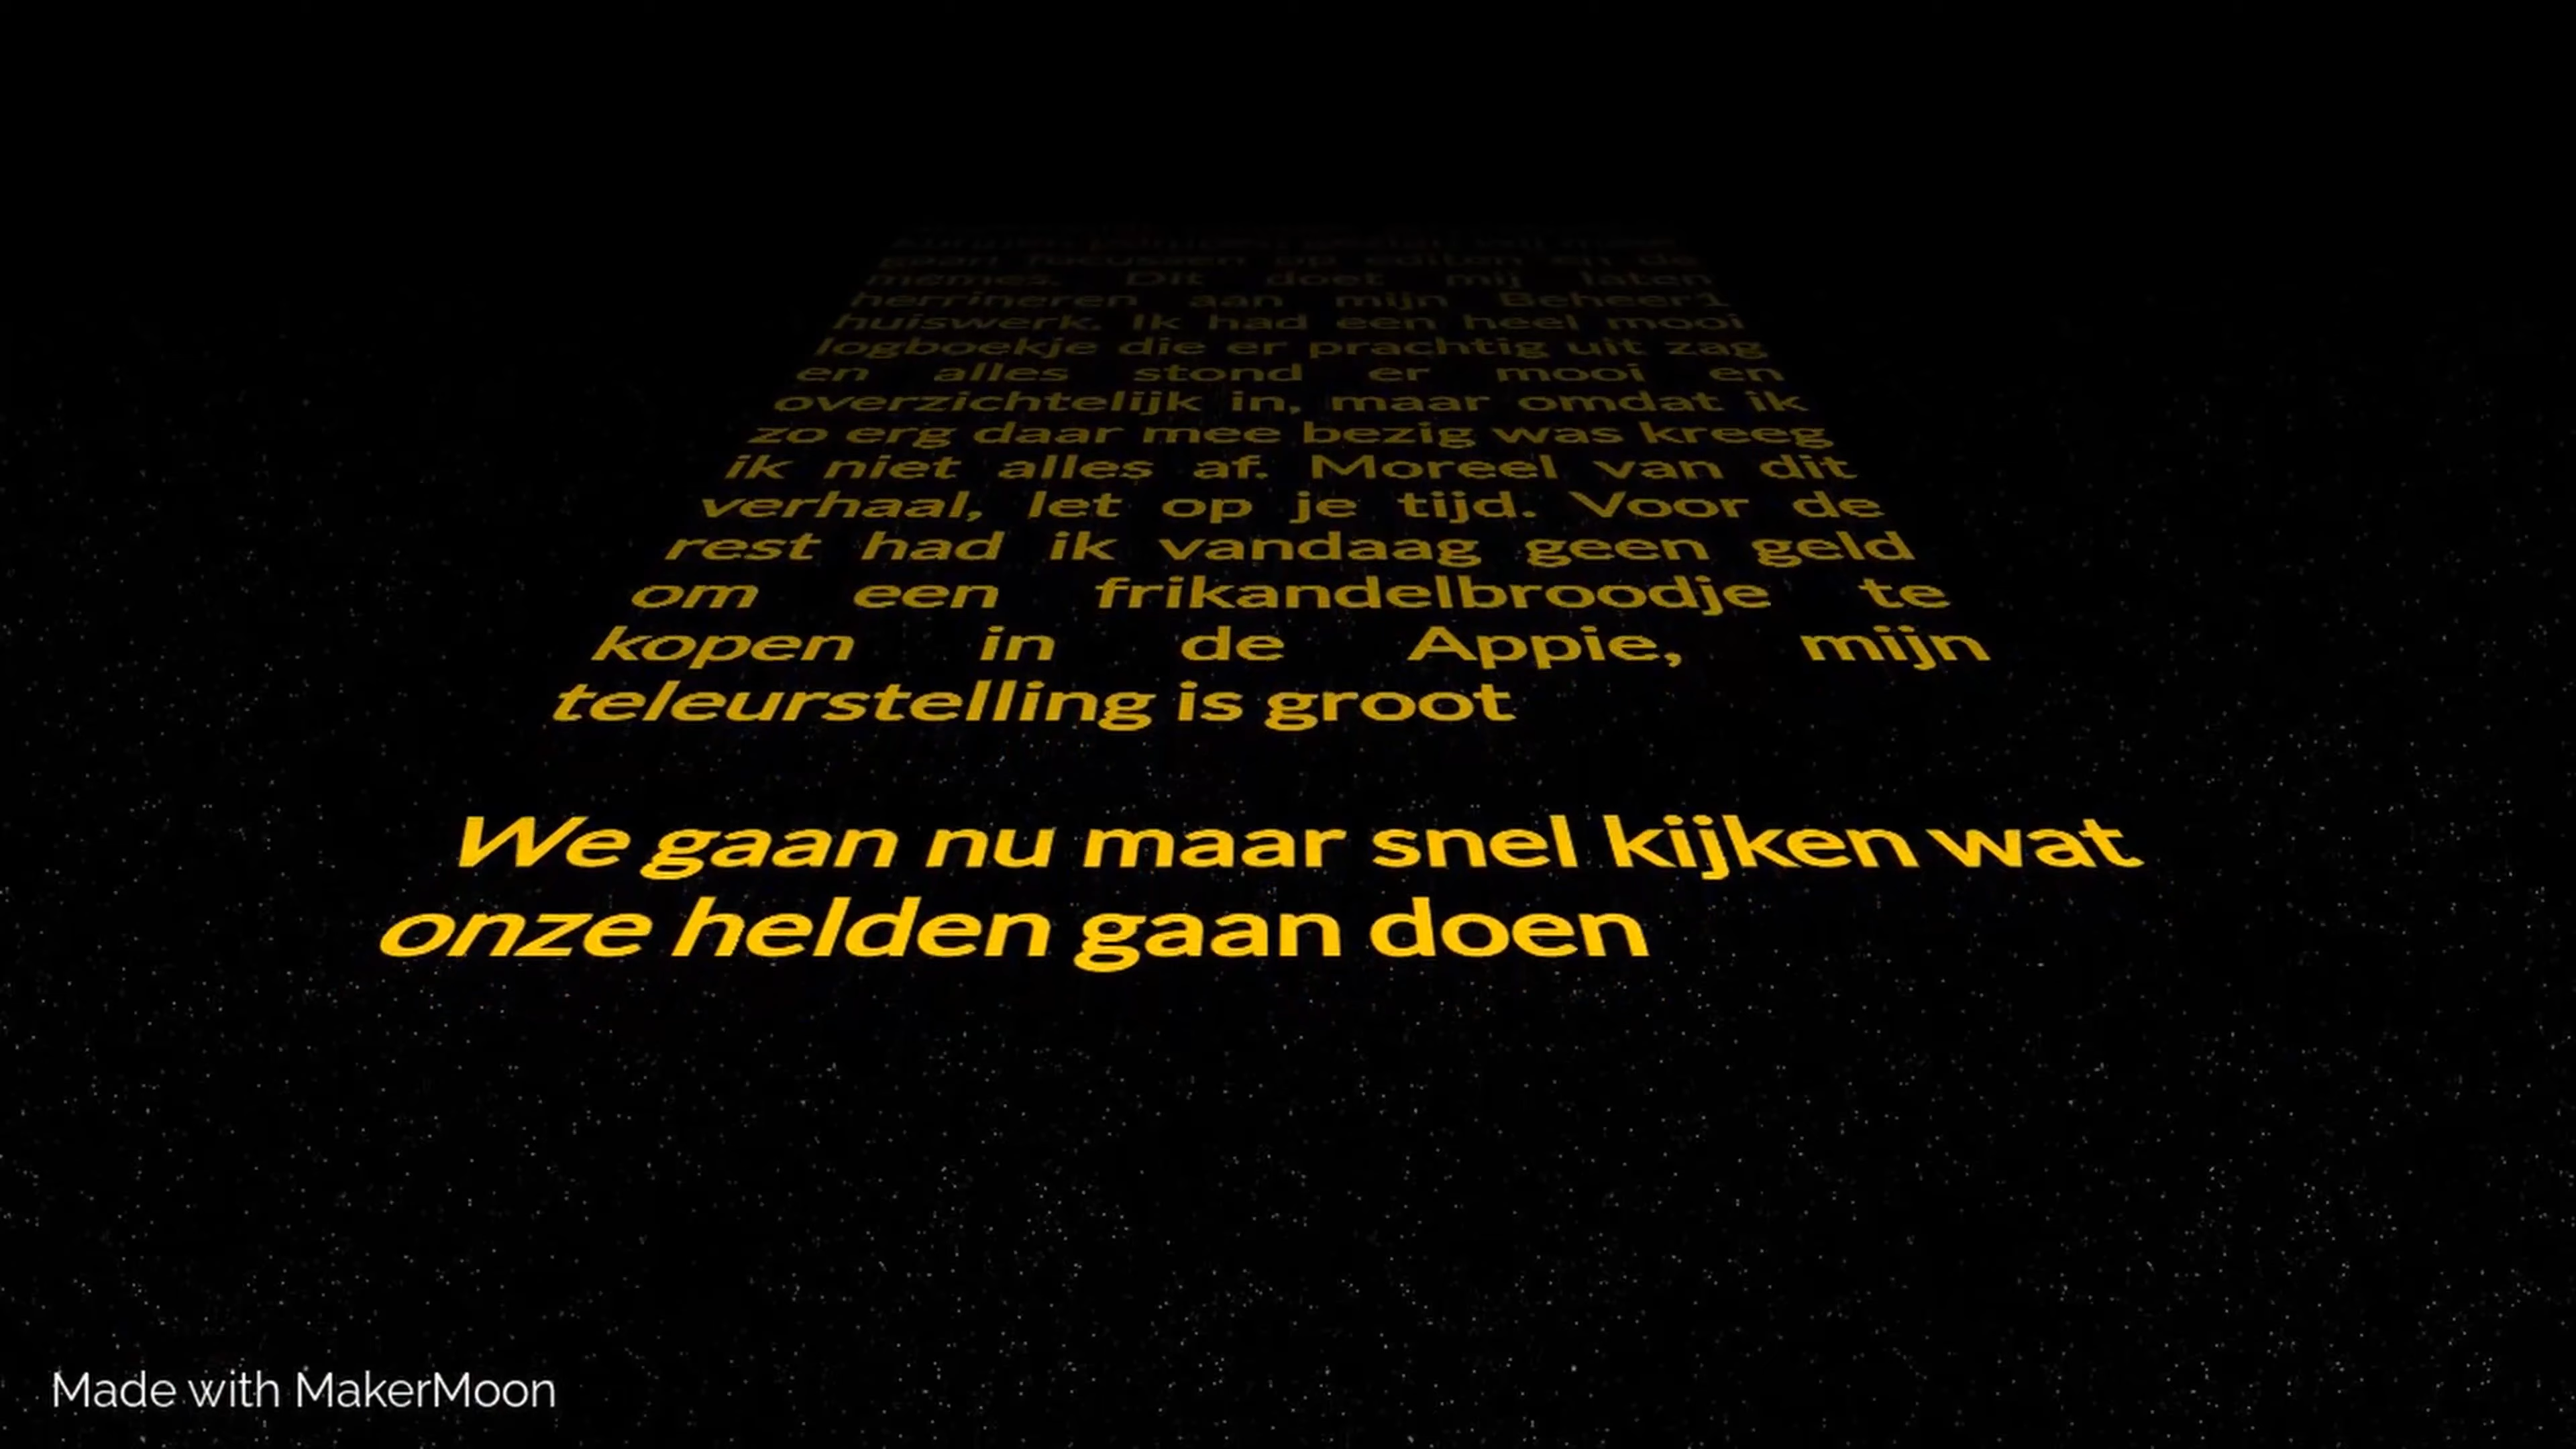 gaan focussen op editen en de
memes. Dit doet mij laten
herrineren aan mijn Beheer1
huiswerk. Ik had een heel mooi
logboekje die er prachtig uit zag
en alles stond er mooi en
overzichtelijk in, maar omdat ik
zo erg daar mee bezig was kreeg
ik niet alles af. Moreel van dit
verhaal, let op je tijd. Voor de
rest had ik vandaag geen geld
om een frikandelbroodje te
kopen in de Appie, mijn
teleurstelling is groot
We gaan nu maar snel kijken wat
onze helden gaan doen
Made with MakerMoon